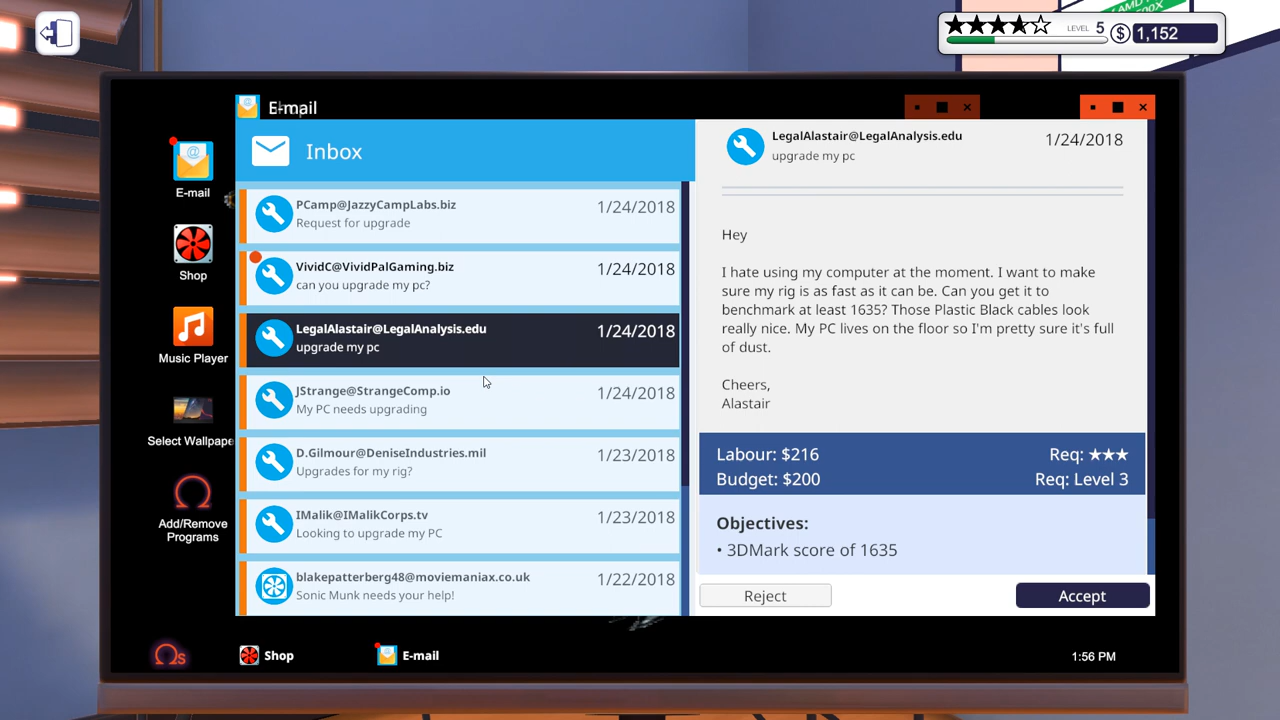 LEVEL 5 $ 1,152
E-mail
Inbox
E-mail
Shop
Music Player
Select Wallpape
Add/Remove
Programs
PCamp@JazzyCampLabs.biz 1/24/2018
Request for upgrade
VividC@VividPalGaming.biz 1/24/2018
can you upgrade my pc?
LegalAlastair@LegalAnalysis.edu 1/24/2018
upgrade my pc
JStrange@StrangeComp.io 1/24/2018
My PC needs upgrading
D.Gilmour@DeniseIndustries.mil 1/23/2018
Upgrades for my rig?
IMalik@IMalikCorps.tv 1/23/2018
Looking to upgrade my PC
blakepatterberg48@moviemaniax.co.uk 1/22/2018
Sonic Munk needs your help!
LegalAlastair@LegalAnalysis.edu 1/24/2018
upgrade my pc
Hey
I hate using my computer at the moment. I want to make
sure my rig is as fast as it can be. Can you get it to
benchmark at least 1635? Those Plastic Black cables look
really nice. My PC lives on the floor so I'm pretty sure it's full
of dust.
Cheers,
Alastair
Labour: $216 Req: ★★★
Budget: $200 Req: Level 3
Objectives:
• 3DMark score of 1635
Reject Accept
Ωs Shop E-mail 1:56 PM